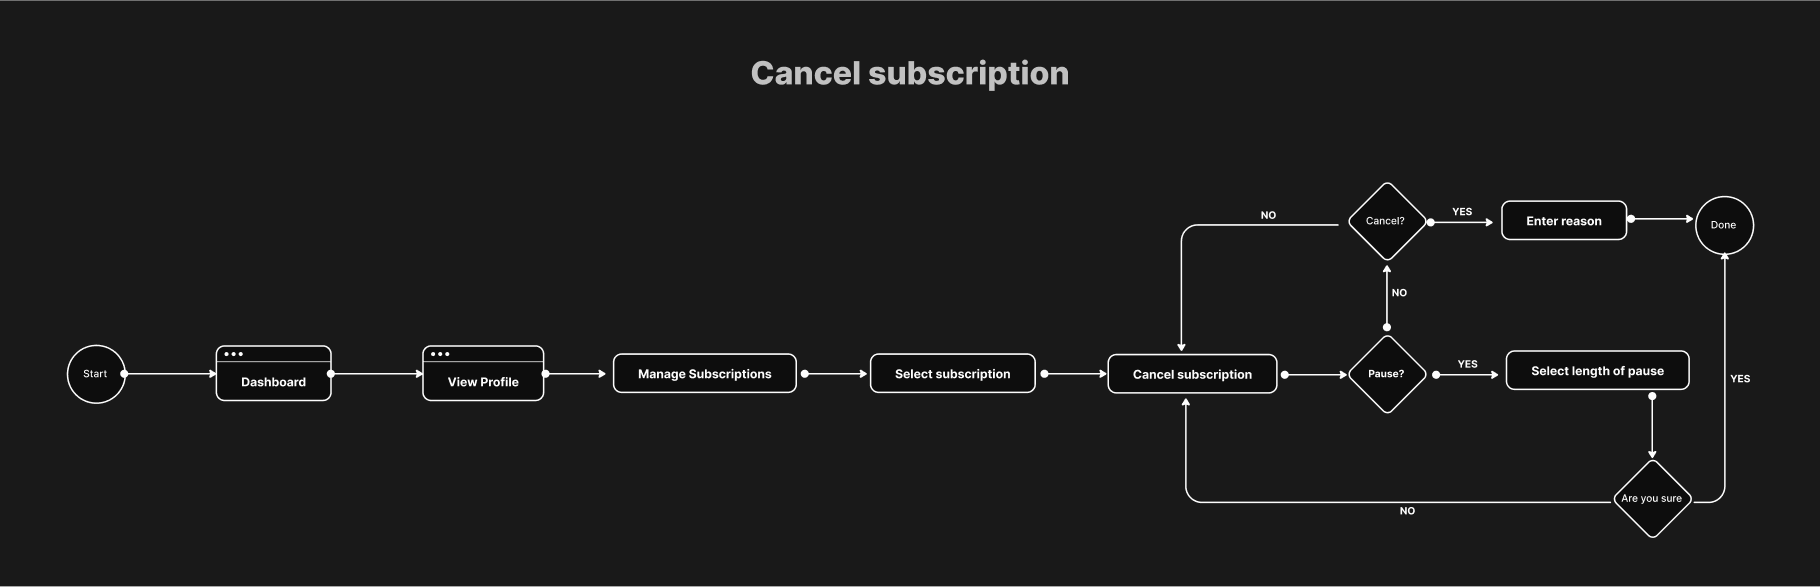 Cancel subscription
Start
Dashboard
View Profile
Manage Subscriptions
Select subscription
Cancel subscription
Pause?
NO
Cancel?
NO
YES
Enter reason
Done
YES
Select length of pause
Are you sure
YES
NO